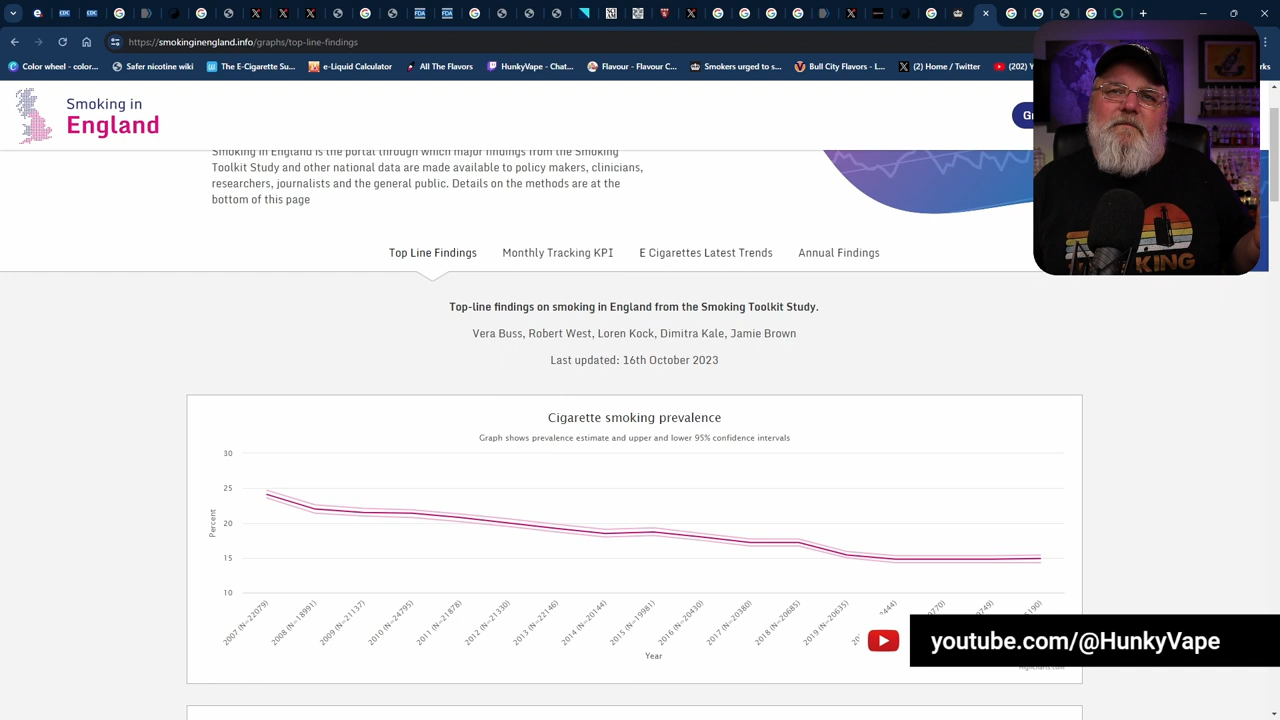 https://smokinginengland.info/graphs/top-line-findings
Color wheel - color...
Safer nicotine wiki
The E-Cigarette Su...
e-Liquid Calculator
All The Flavors
HunkyVape - Chat...
Flavour – Flavour C...
Smokers urged to s...
Bull City Flavors - L...
(2) Home / Twitter
(202) Y
rks
Smoking in
England
Smoking in England is the portal through which major findings from the Smoking
Toolkit Study and other national data are made available to policy makers, clinicians,
researchers, journalists and the general public. Details on the methods are at the
bottom of this page
Top Line Findings
Monthly Tracking KPI
E Cigarettes Latest Trends
Annual Findings
Top-line findings on smoking in England from the Smoking Toolkit Study.
Vera Buss, Robert West, Loren Kock, Dimitra Kale, Jamie Brown
Last updated: 16th October 2023
Cigarette smoking prevalence
Graph shows prevalence estimate and upper and lower 95% confidence intervals
30
25
20
15
10
Percent
2007 (N=22079)
2008 (N=18991)
2009 (N=21137)
2010 (N=24795)
2011 (N=21878)
2012 (N=21330)
2013 (N=22146)
2014 (N=20144)
2015 (N=19981)
2016 (N=20430)
2017 (N=20380)
2018 (N=20685)
2019 (N=20635)
Year
youtube.com/@HunkyVape